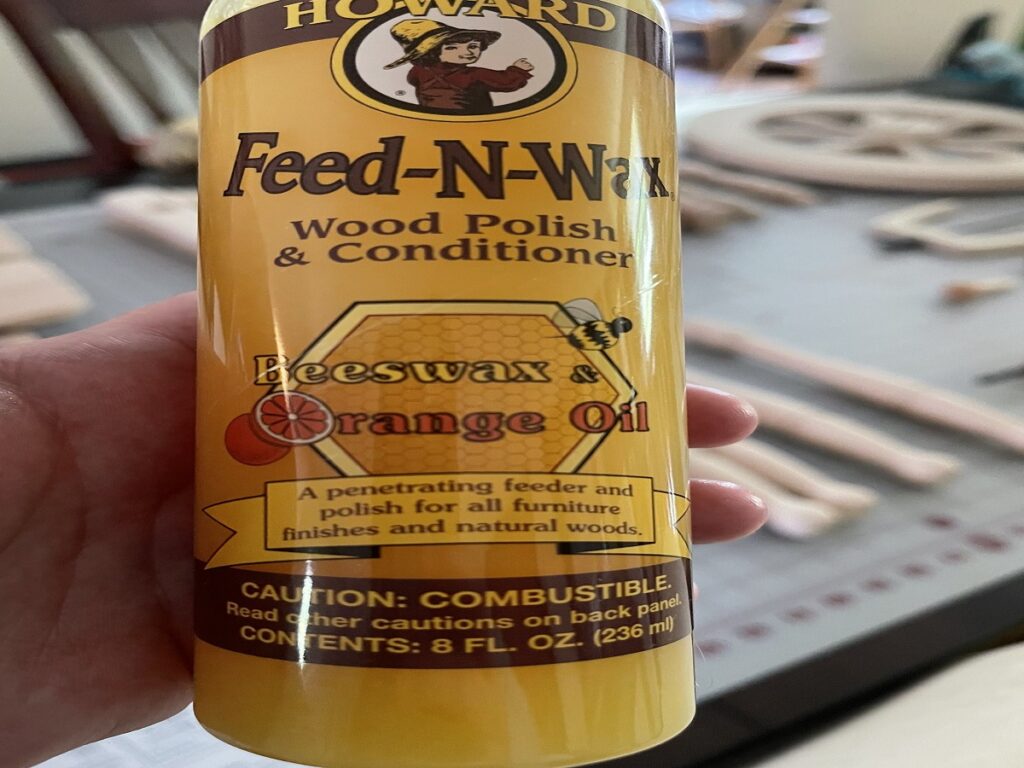 HOWARD
®
Feed-N-Wax®
Wood Polish
& Conditioner
Beeswax &
Orange Oil
A penetrating feeder and
polish for all furniture
finishes and natural woods.
CAUTION: COMBUSTIBLE.
Read other cautions on back panel.
CONTENTS: 8 FL. OZ. (236 ml)